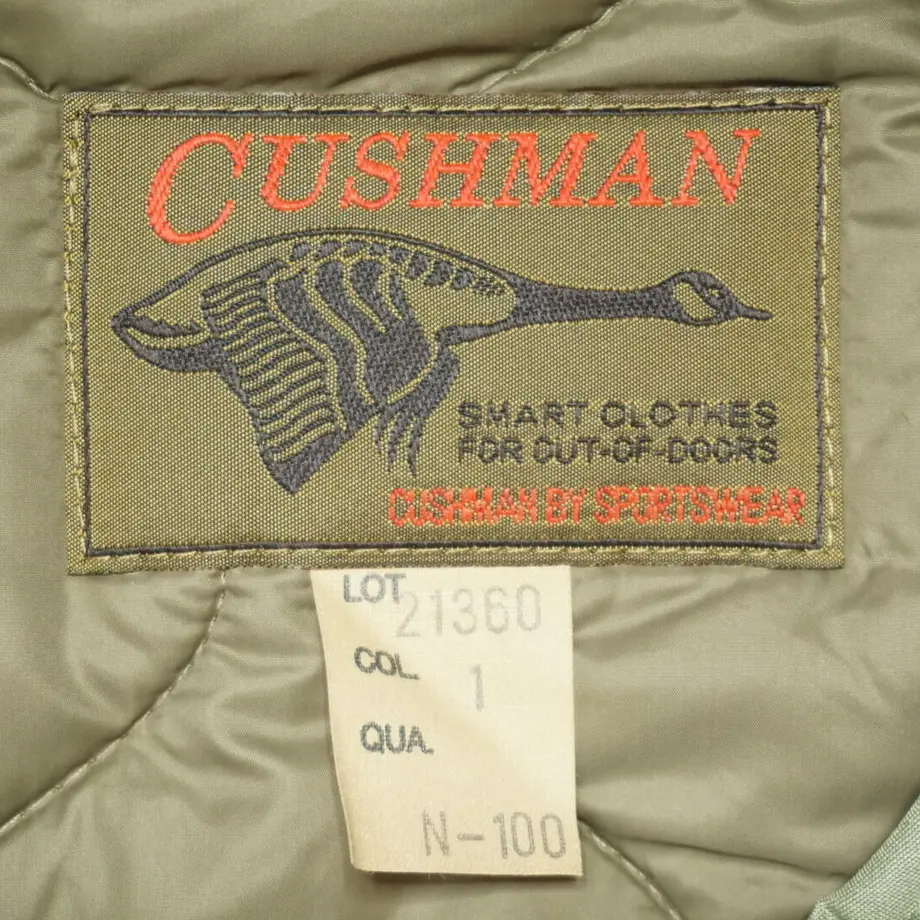 CUSHMAN
SMART CLOTHES
FOR OUT-OF-DOORS
CUSHMAN BY SPORTSWEAR
LOT. 21360
COL. 1
QUA.
N-100